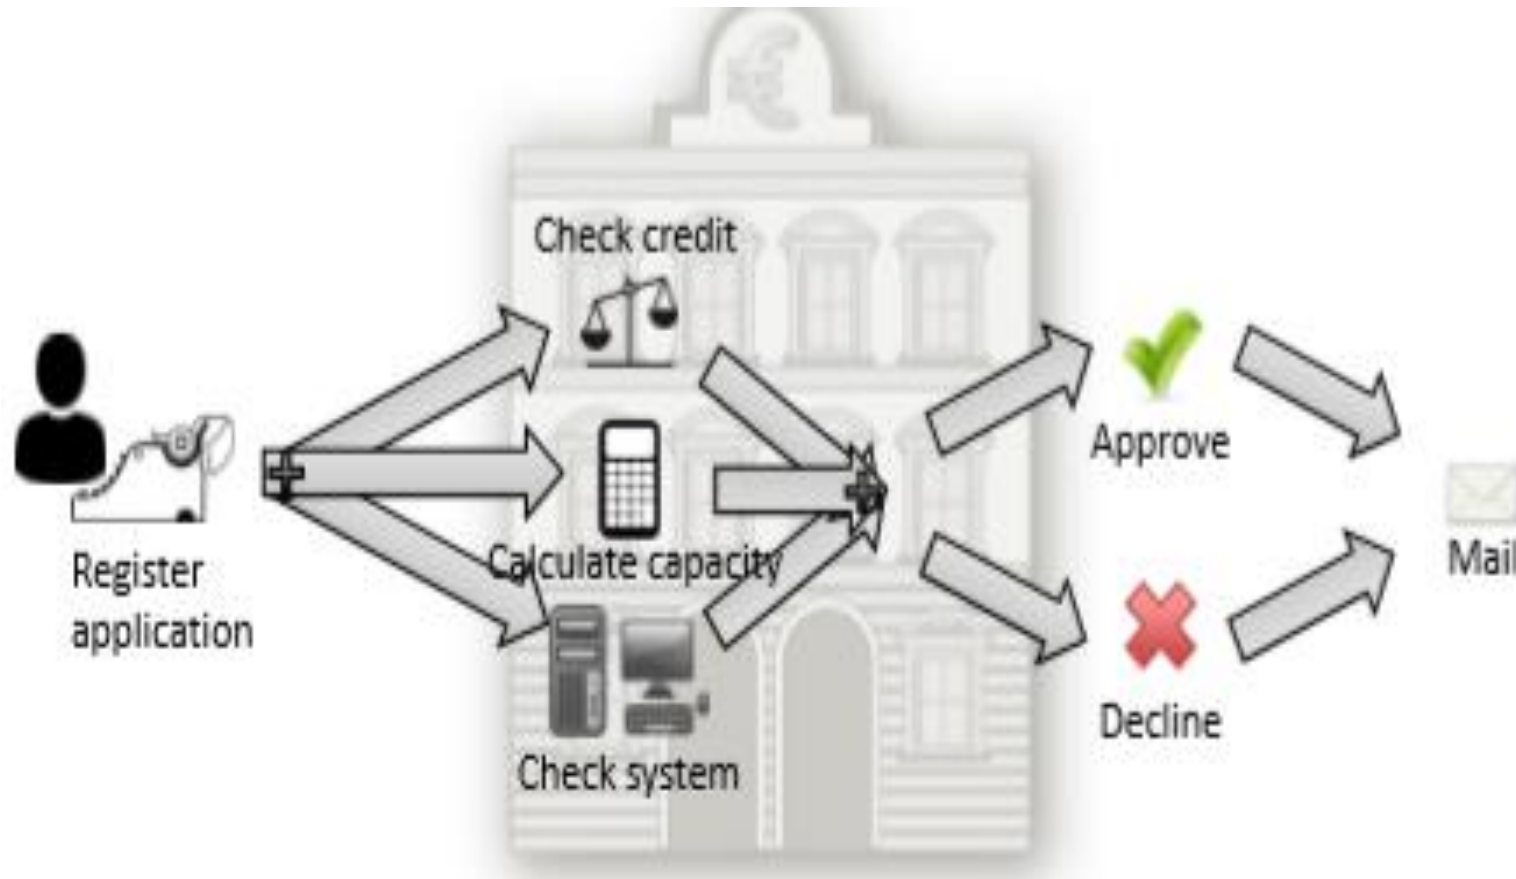 Check credit
Register
application
Calculate capacity
Check system
Approve
Decline
Mail